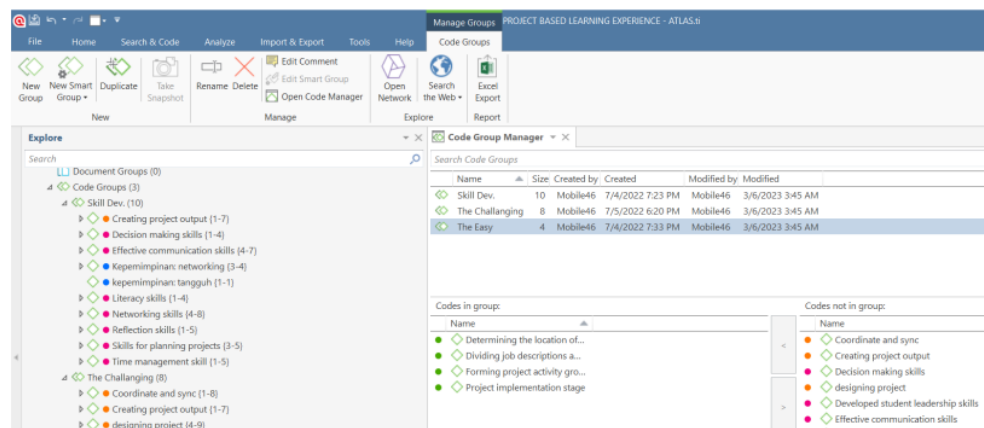 Manage Groups PROJECT BASED LEARNING EXPERIENCE - ATLAS.ti
File Home Search & Code Analyze Import & Export Tools Help Code Groups
New Group
New Smart Group
Duplicate
Take Snapshot
Rename
Delete
Edit Comment
Edit Smart Group
Open Code Manager
Open Network
Search the Web
Excel Export
New Manage Explore Report
Explore
Search
Document Groups (0)
Code Groups (3)
Skill Dev. (10)
Creating project output (1-7)
Decision making skills (1-4)
Effective communication skills (4-7)
Kepemimpinan: networking (3-4)
kepemimpinan: tangguh (1-1)
Literacy skills (1-4)
Networking skills (4-8)
Reflection skills (1-5)
Skills for planning projects (3-5)
Time management skill (1-5)
The Challanging (8)
Coordinate and sync (1-8)
Creating project output (1-7)
designing project (4-9)
Code Group Manager
Search Code Groups
Name Size Created by Created Modified by Modified
Skill Dev. 10 Mobile46 7/4/2022 7:23 PM Mobile46 3/6/2023 3:45 AM
The Challanging 8 Mobile46 7/5/2022 6:20 PM Mobile46 3/6/2023 3:45 AM
The Easy 4 Mobile46 7/4/2022 7:33 PM Mobile46 3/6/2023 3:45 AM
Codes in group:
Name
Determining the location of...
Dividing job descriptions a...
Forming project activity gro...
Project implementation stage
<
>
Codes not in group:
Name
Coordinate and sync
Creating project output
Decision making skills
designing project
Developed student leadership skills
Effective communication skills